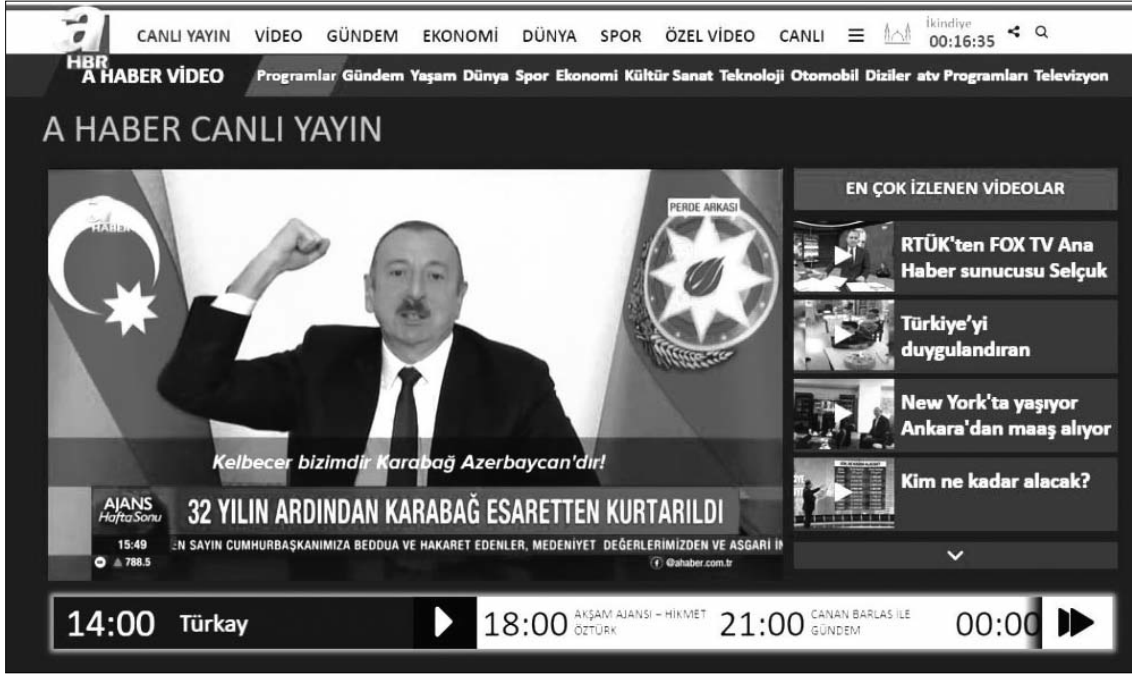 a
HBR
CANLI YAYIN VİDEO GÜNDEM EKONOMİ DÜNYA SPOR ÖZEL VİDEO CANLI
İkindiye
00:16:35
A HABER VİDEO
Programlar Gündem Yaşam Dünya Spor Ekonomi Kültür Sanat Teknoloji Otomobil Diziler atv Programları Televizyon
A HABER CANLI YAYIN
HABER
PERDE ARKASI
Kelbecer bizimdir Karabağ Azerbaycan'dır!
AJANS
Hafta Sonu
32 YILIN ARDINDAN KARABAĞ ESARETTEN KURTARILDI
15:49
EN SAYIN CUMHURBAŞKANIMIZA BEDDUA VE HAKARET EDENLER, MEDENİYET DEĞERLERİMİZDEN VE ASGARİ İN
788.5
@ahaber.com.tr
EN ÇOK İZLENEN VİDEOLAR
RTÜK'ten FOX TV Ana
Haber sunucusu Selçuk
Türkiye'yi
duygulandıran
New York'ta yaşıyor
Ankara'dan maaş alıyor
Kim ne kadar alacak?
14:00 Türkay
18:00 AKŞAM AJANSI – HİKMET
ÖZTÜRK
21:00 CANAN BARLAS İLE
GÜNDEM
00:00